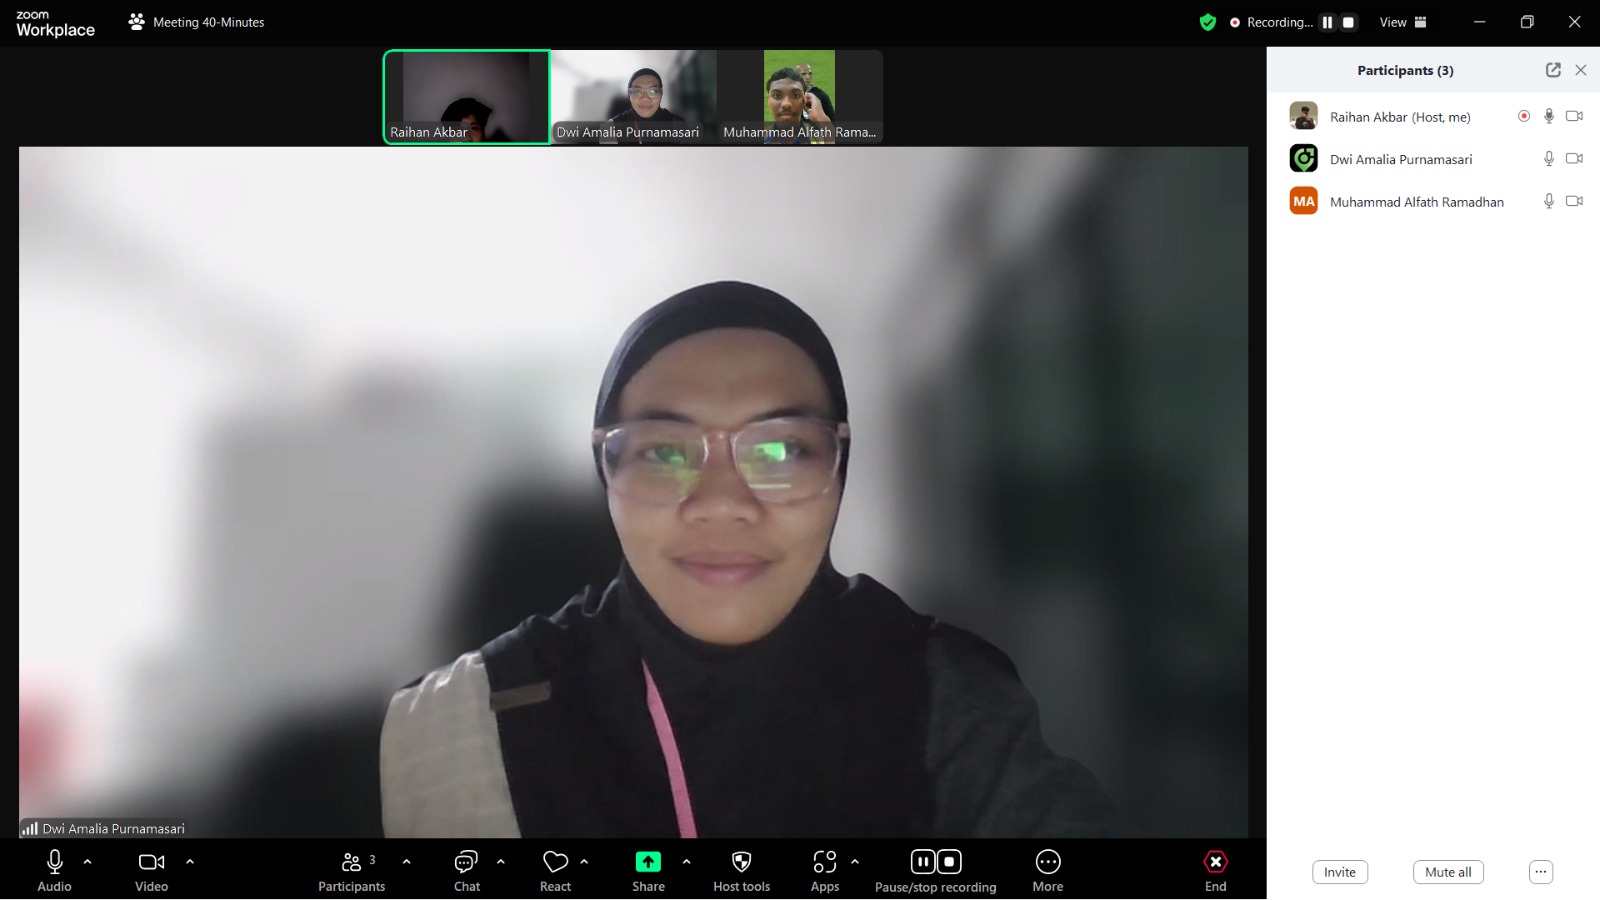 zoom
Workplace
Meeting 40-Minutes
Recording...
View
Raihan Akbar
Dwi Amalia Purnamasari
Muhammad Alfath Rama...
Participants (3)
Raihan Akbar (Host, me)
Dwi Amalia Purnamasari
MA
Muhammad Alfath Ramadhan
Dwi Amalia Purnamasari
3
Audio
Video
Participants
Chat
React
Share
Host tools
Apps
Pause/stop recording
More
End
Invite
Mute all